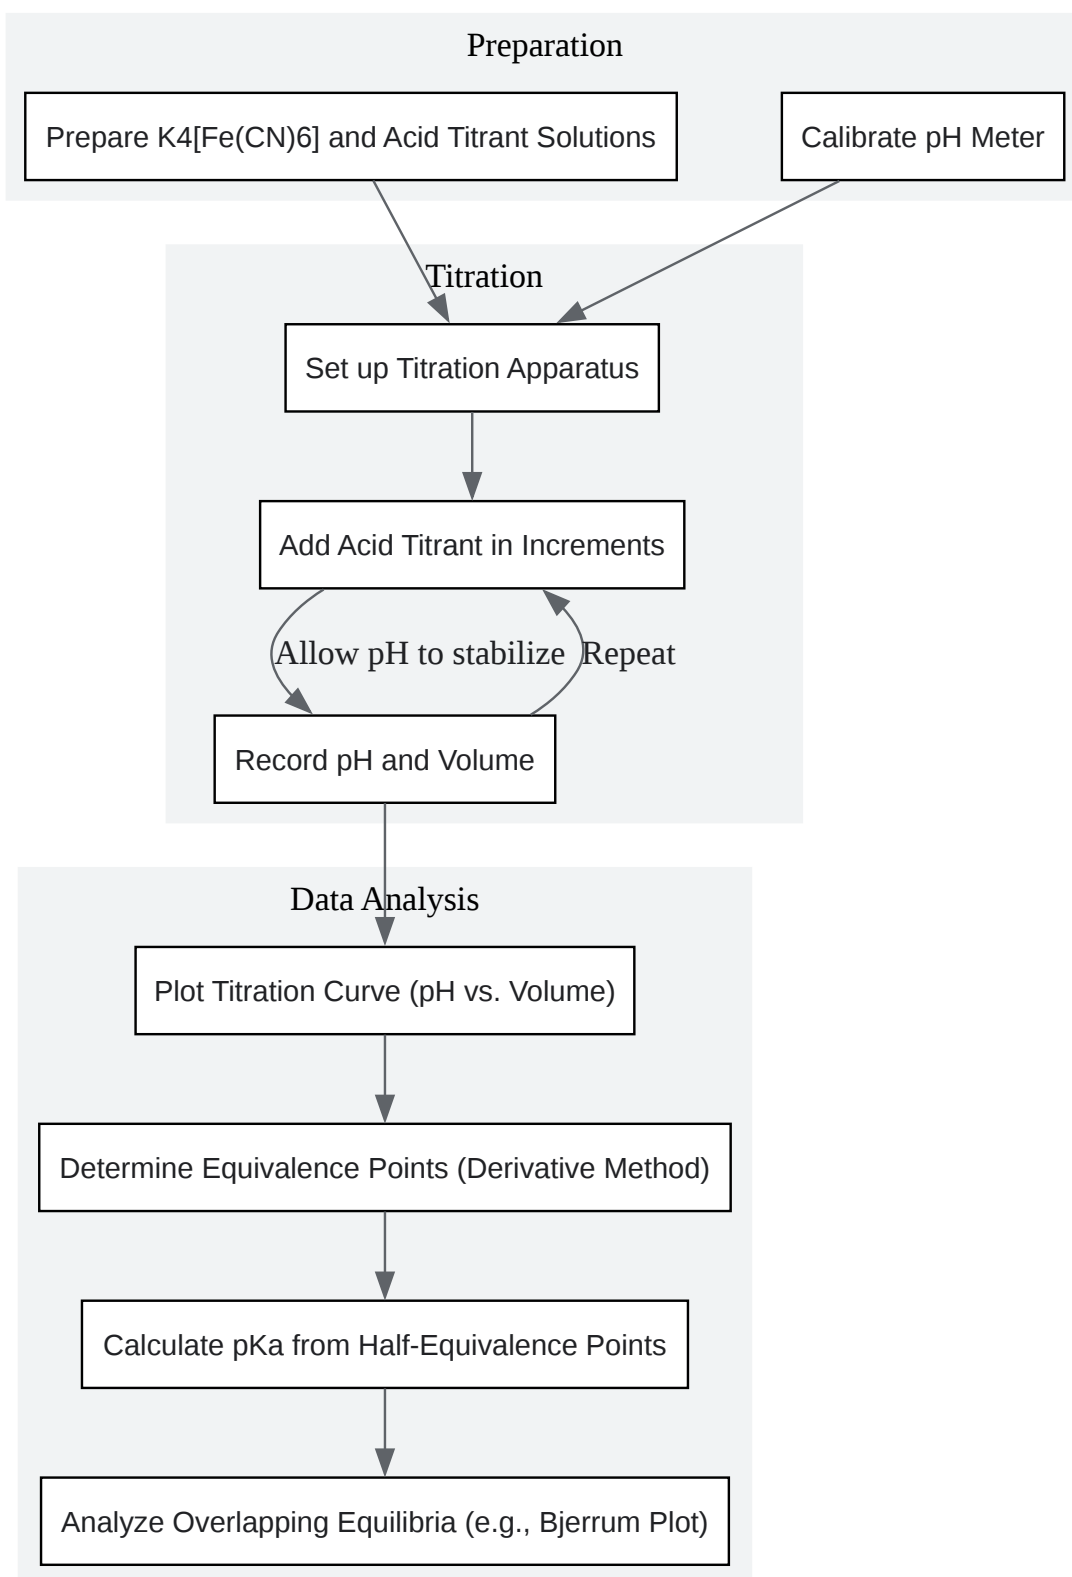 Preparation
Prepare K4[Fe(CN)6] and Acid Titrant Solutions
Calibrate pH Meter
Titration
Set up Titration Apparatus
Add Acid Titrant in Increments
Allow pH to stabilize
Repeat
Record pH and Volume
Data Analysis
Plot Titration Curve (pH vs. Volume)
Determine Equivalence Points (Derivative Method)
Calculate pKa from Half-Equivalence Points
Analyze Overlapping Equilibria (e.g., Bjerrum Plot)